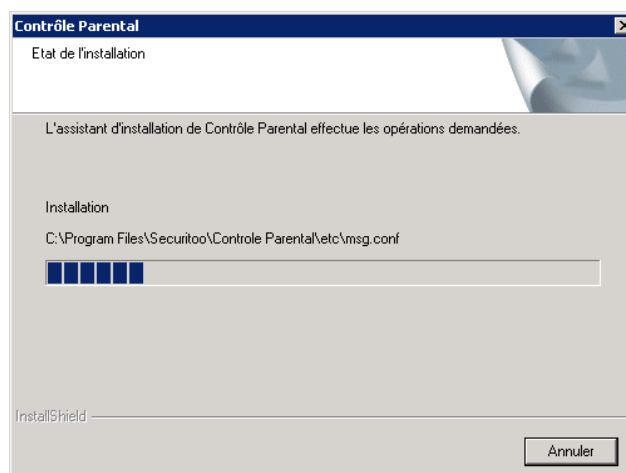 Contrôle Parental
Etat de l'installation
L'assistant d'installation de Contrôle Parental effectue les opérations demandées.
Installation
C:\Program Files\Securitoo\Controle Parental\etc\msg.conf
InstallShield
Annuler